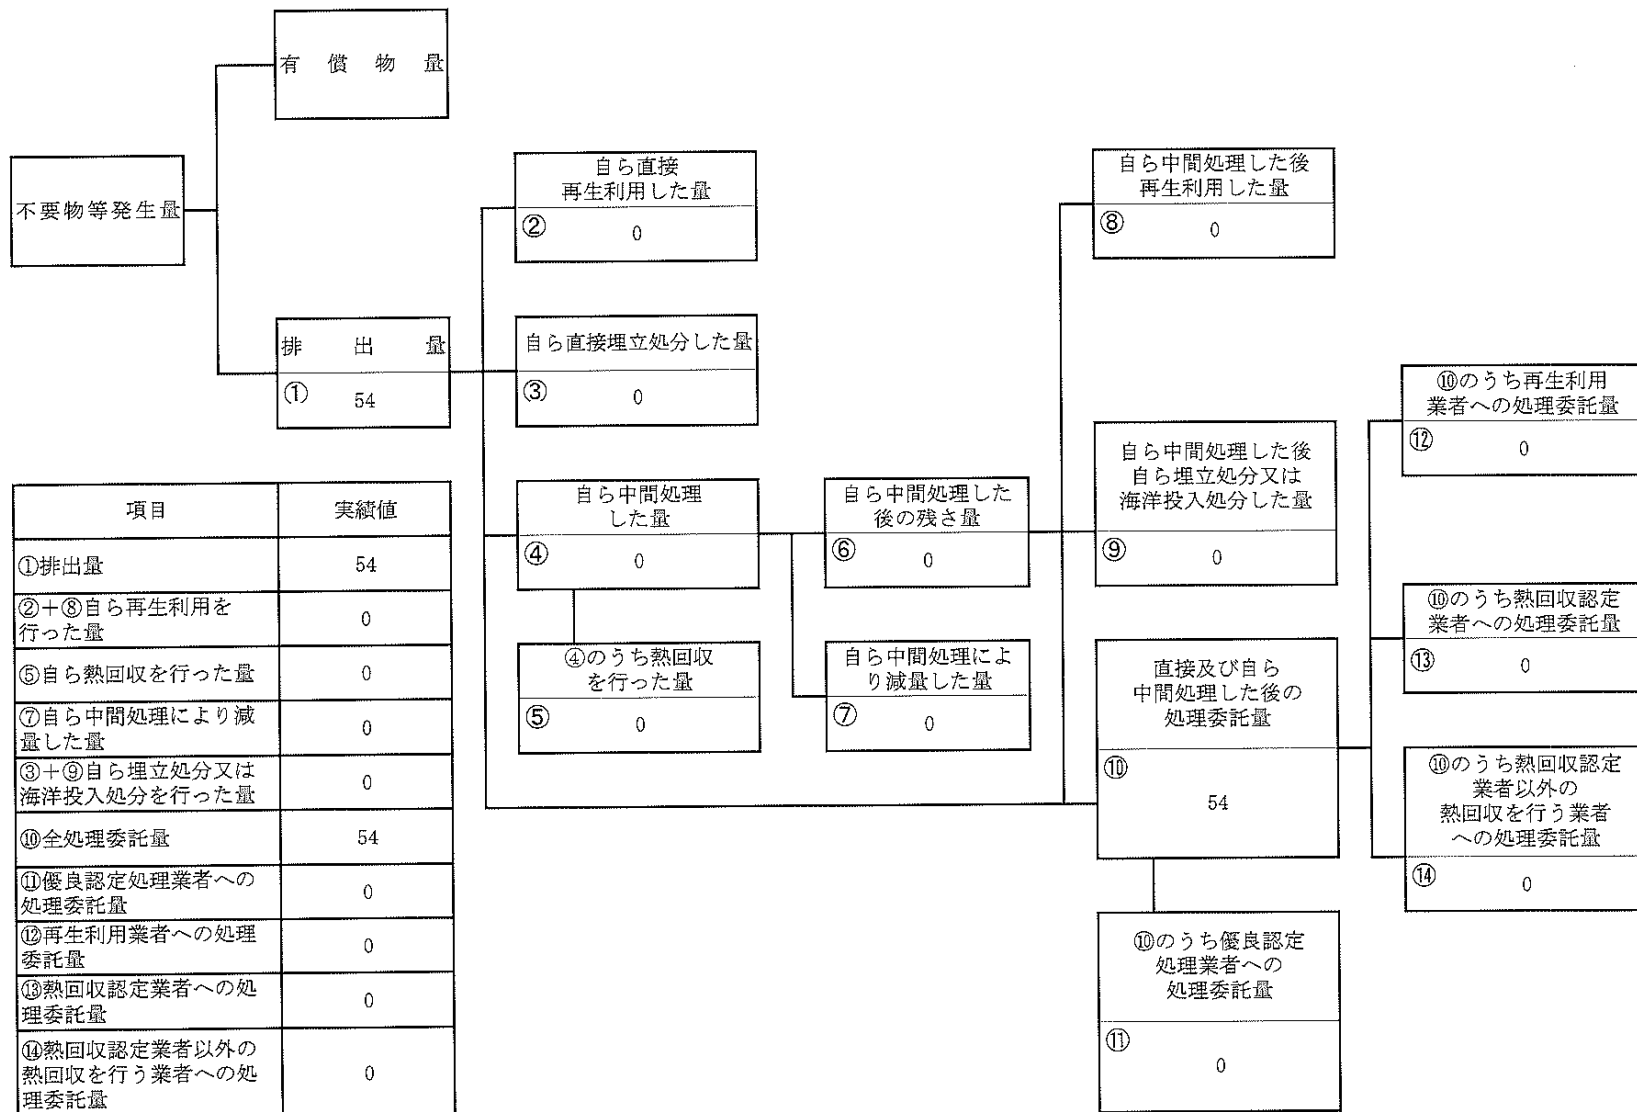 有償物量
不要物等発生量
排出量
①
54
自ら直接
再生利用した量
②
0
自ら直接埋立処分した量
③
0
自ら中間処理
した量
④
0
④のうち熱回収
を行った量
⑤
0
自ら中間処理した
後の残さ量
⑥
0
自ら中間処理によ
り減量した量
⑦
0
自ら中間処理した後
再生利用した量
⑧
0
自ら中間処理した後
自ら埋立処分又は
海洋投入処分した量
⑨
0
直接及び自ら
中間処理した後の
処理委託量
⑩
54
⑩のうち優良認定
処理業者への
処理委託量
⑪
0
⑩のうち再生利用
業者への処理委託量
⑫
0
⑩のうち熱回収認定
業者への処理委託量
⑬
0
⑩のうち熱回収認定
業者以外の
熱回収を行う業者
への処理委託量
⑭
0
項目 実績値
①排出量 54
②+⑧自ら再生利用を
行った量 0
⑤自ら熱回収を行った量 0
⑦自ら中間処理により減
量した量 0
③+⑨自ら埋立処分又は
海洋投入処分を行った量 0
⑩全処理委託量 54
⑪優良認定処理業者への
処理委託量 0
⑫再生利用業者への処理
委託量 0
⑬熱回収認定業者への処
理委託量 0
⑭熱回収認定業者以外の
熱回収を行う業者への処
理委託量 0